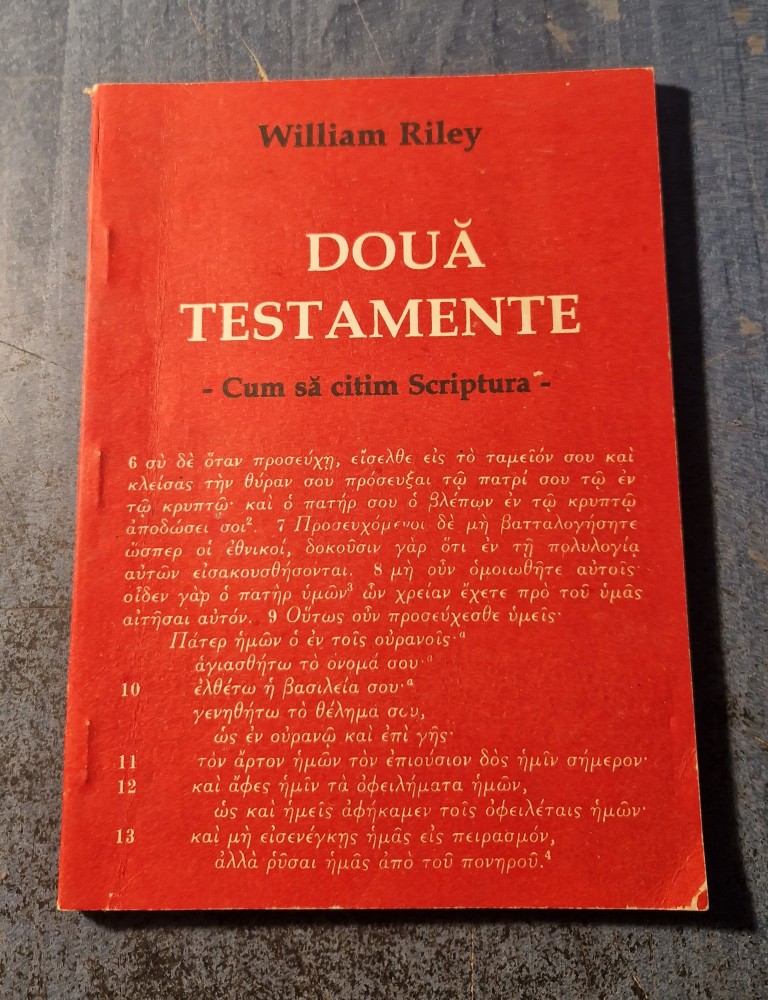 William Riley
DOUĂ
TESTAMENTE
- Cum să citim Scriptura -
6 σὺ δὲ ὅταν προσεύχῃ, εἴσελθε εἰς τὸ ταμεῖόν σου καὶ
κλείσας τὴν θύραν σου πρόσευξαι τῷ πατρί σου τῷ ἐν
τῷ κρυπτῷ· καὶ ὁ πατήρ σου ὁ βλέπων ἐν τῷ κρυπτῷ
ἀποδώσει σοι². 7 Προσευχόμενοι δὲ μὴ βατταλογήσητε
ὥσπερ οἱ ἐθνικοί, δοκοῦσιν γὰρ ὅτι ἐν τῇ πολυλογίᾳ
αὐτῶν εἰσακουσθήσονται. 8 μὴ οὖν ὁμοιωθῆτε αὐτοῖς·
οἶδεν γὰρ ὁ πατὴρ ὑμῶν³ ὧν χρείαν ἔχετε πρὸ τοῦ ὑμᾶς
αἰτῆσαι αὐτόν. 9 Οὕτως οὖν προσεύχεσθε ὑμεῖς·
Πάτερ ἡμῶν ὁ ἐν τοῖς οὐρανοῖς·ᵃ
ἁγιασθήτω τὸ ὄνομά σου·ᵃ
10 ἐλθέτω ἡ βασιλεία σου·ᵃ
γενηθήτω τὸ θέλημά σου,
ὡς ἐν οὐρανῷ καὶ ἐπὶ γῆς·
11 τὸν ἄρτον ἡμῶν τὸν ἐπιούσιον δὸς ἡμῖν σήμερον·
12 καὶ ἄφες ἡμῖν τὰ ὀφειλήματα ἡμῶν,
ὡς καὶ ἡμεῖς ἀφήκαμεν τοῖς ὀφειλέταις ἡμῶν·
13 καὶ μὴ εἰσενέγκῃς ἡμᾶς εἰς πειρασμόν,
ἀλλὰ ῥῦσαι ἡμᾶς ἀπὸ τοῦ πονηροῦ.⁴